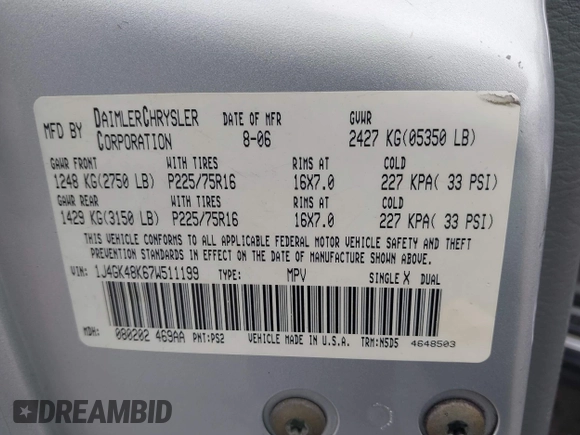 MFD BY DAIMLERCHRYSLER CORPORATION DATE OF MFR 8-06 GVWR 2427 KG(05350 LB)
GAWR FRONT WITH TIRES RIMS AT COLD
1248 KG(2750 LB) P225/75R16 16X7.0 227 KPA( 33 PSI)
GAWR REAR WITH TIRES RIMS AT COLD
1429 KG(3150 LB) P225/75R16 16X7.0 227 KPA( 33 PSI)
THIS VEHICLE CONFORMS TO ALL APPLICABLE FEDERAL MOTOR VEHICLE SAFETY AND THEFT
PREVENTION STANDARDS IN EFFECT ON THE DATE OF MANUFACTURE SHOWN ABOVE.
VIN: 1J4GK48K67W511199 TYPE: MPV SINGLE X DUAL
MDH: 080202 469AA PNT:PS2 VEHICLE MADE IN U.S.A. TRM:N5D5 4648503
DREAMBID